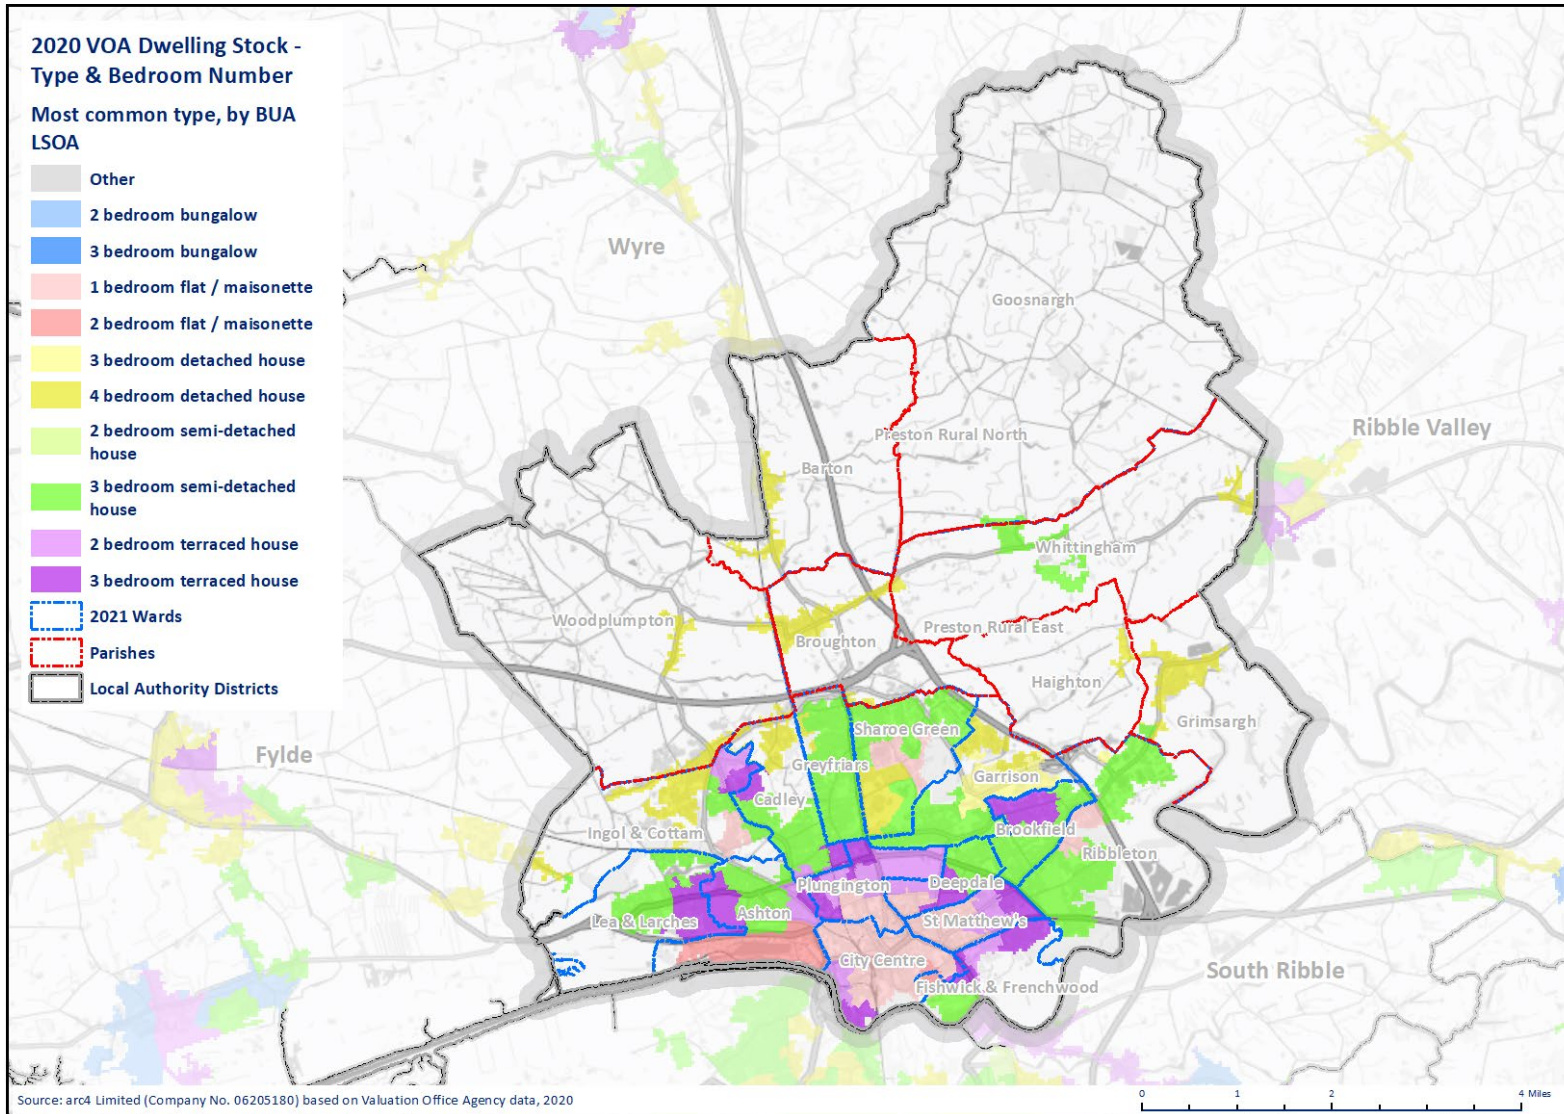 2020 VOA Dwelling Stock -
Type & Bedroom Number
Most common type, by BUA
LSOA
Other
2 bedroom bungalow
3 bedroom bungalow
1 bedroom flat / maisonette
2 bedroom flat / maisonette
3 bedroom detached house
4 bedroom detached house
2 bedroom semi-detached
house
3 bedroom semi-detached
house
2 bedroom terraced house
3 bedroom terraced house
2021 Wards
Parishes
Local Authority Districts
Wyre
Goosnargh
Ribble Valley
Preston Rural North
Barton
Whittingham
Woodplumpton
Preston Rural East
Broughton
Haighton
Grimsargh
Sharoe Green
Fylde
Greyfriars
Garrison
Cadley
Ingol & Cottam
Brookfield
Ribbleton
Plungington
Deepdale
Lea & Larches
Ashton
St Matthew's
City Centre
South Ribble
Fishwick & Frenchwood
Source: arc4 Limited (Company No. 06205180) based on Valuation Office Agency data, 2020
0 1 2 4 Miles